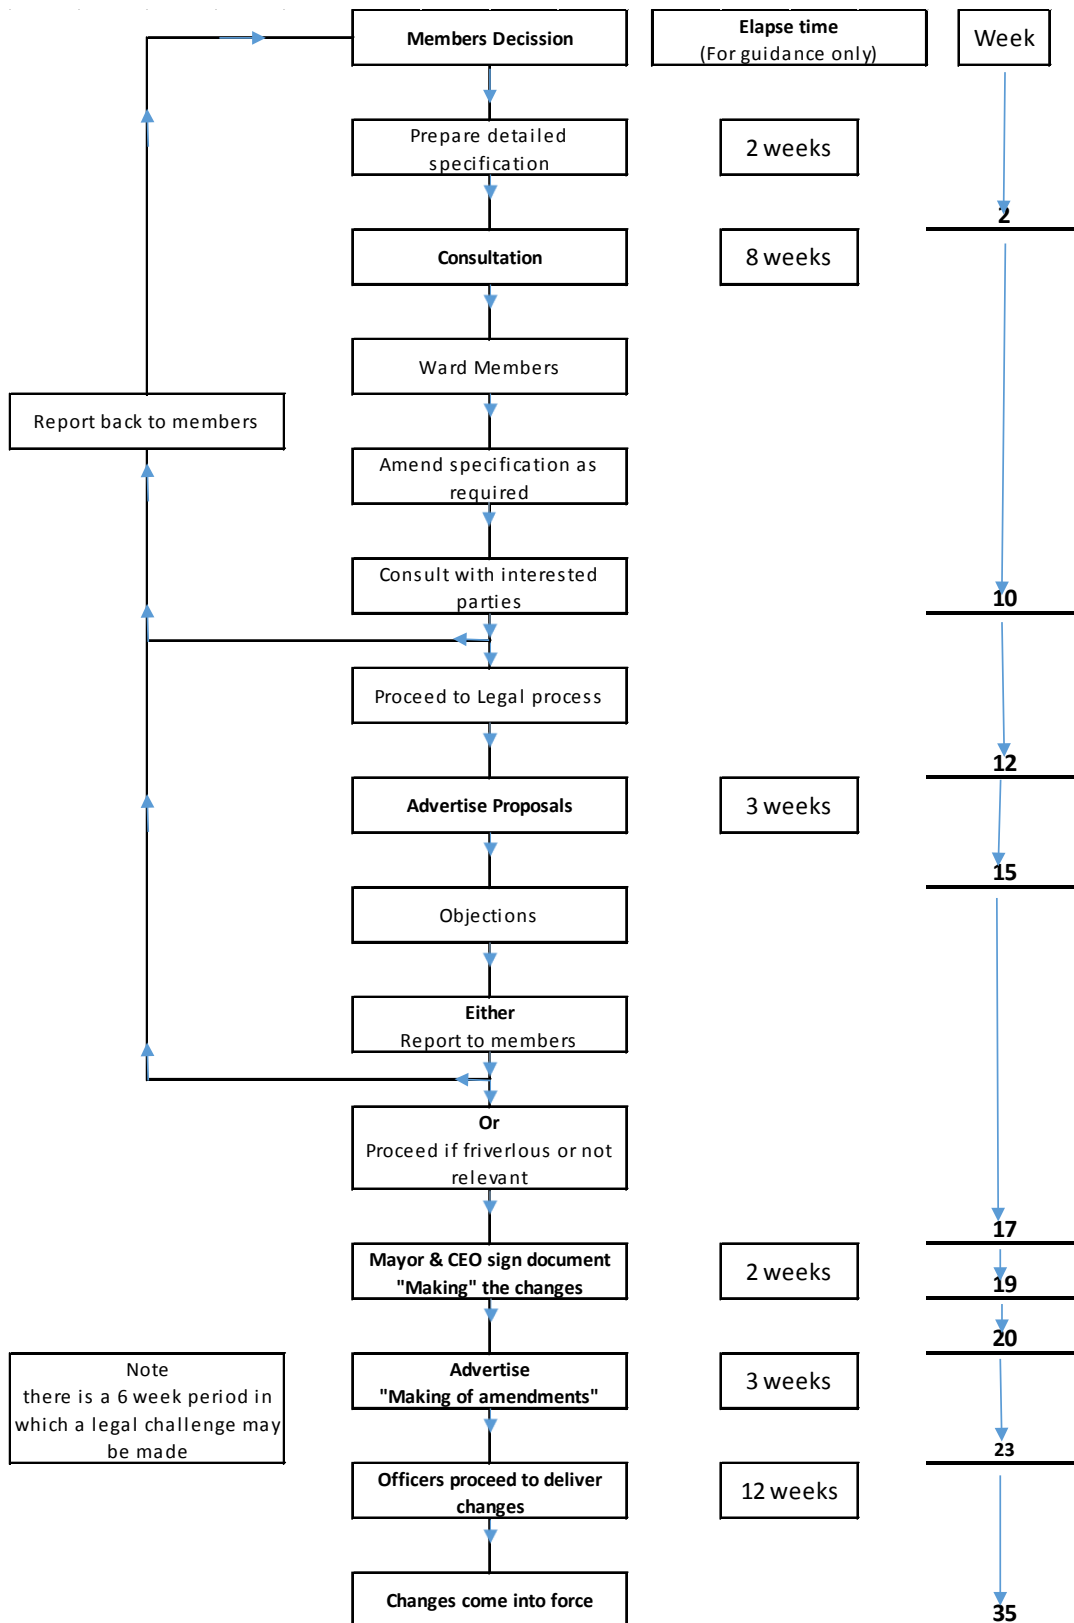 Members Decission
Elapse time
(For guidance only)
Week
Prepare detailed
specification
2 weeks
2
Consultation
8 weeks
Ward Members
Report back to members
Amend specification as
required
Consult with interested
parties
10
Proceed to Legal process
12
Advertise Proposals
3 weeks
15
Objections
Either
Report to members
Or
Proceed if friverlous or not
relevant
17
Mayor & CEO sign document
"Making" the changes
2 weeks
19
20
Note
there is a 6 week period in
which a legal challenge may
be made
Advertise
"Making of amendments"
3 weeks
23
Officers proceed to deliver
changes
12 weeks
Changes come into force
35